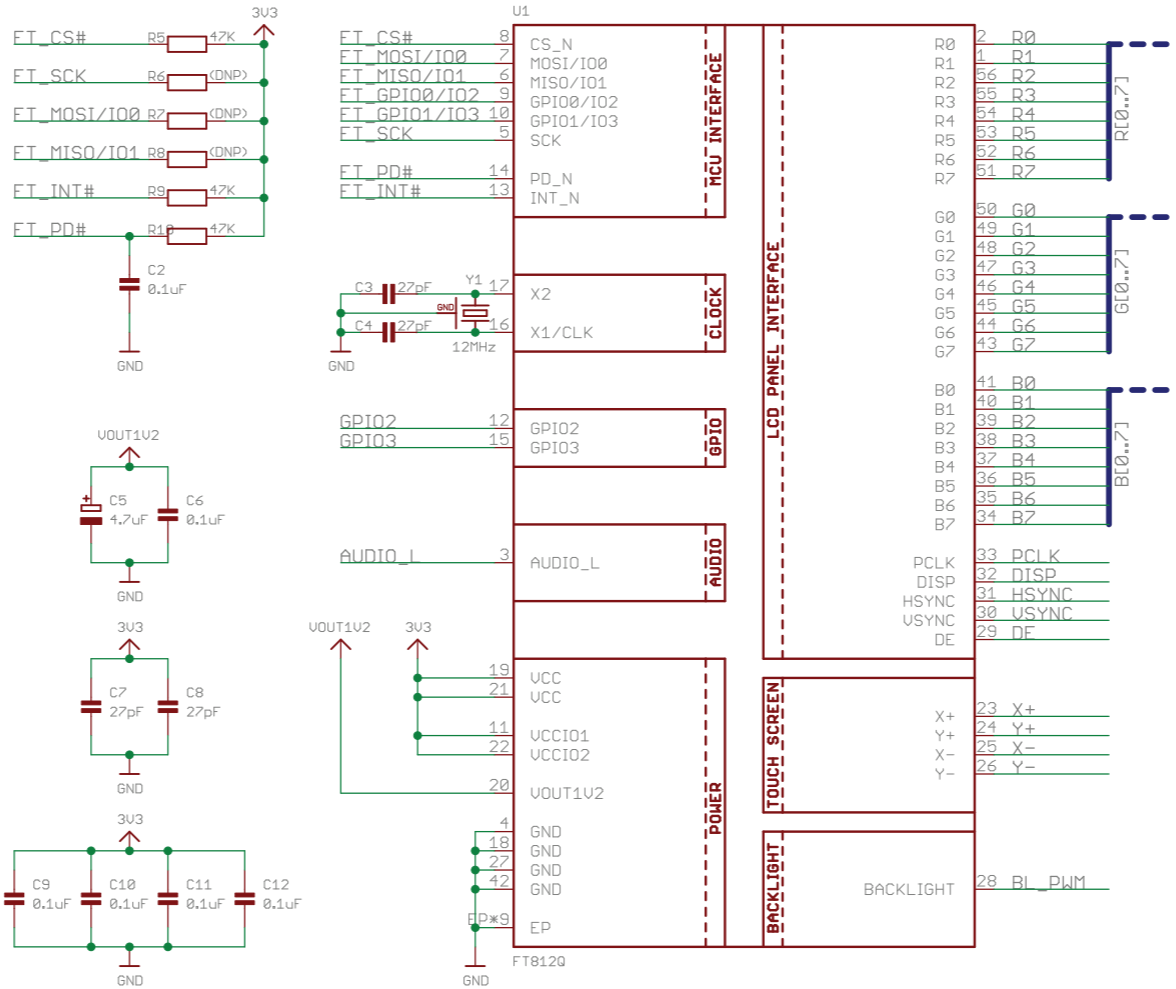 3V3
FT_CS# R5 47K
FT_SCK R6 (DNP)
FT_MOSI/IO0 R7 (DNP)
FT_MISO/IO1 R8 (DNP)
FT_INT# R9 47K
FT_PD# R10 47K
C2
0.1uF
GND
VOUT1V2
C5
4.7uF
C6
0.1uF
+
GND
3V3
C7
27pF
C8
27pF
GND
3V3
C9
0.1uF
C10
0.1uF
C11
0.1uF
C12
0.1uF
GND
U1
FT_CS# 8 CS_N
FT_MOSI/IO0 7 MOSI/IO0
FT_MISO/IO1 6 MISO/IO1
FT_GPIO0/IO2 9 GPIO0/IO2
FT_GPIO1/IO3 10 GPIO1/IO3
FT_SCK 5 SCK
FT_PD# 14 PD_N
FT_INT# 13 INT_N
MCU INTERFACE
C3 27pF
Y1
17 X2
GND
C4 27pF
16 X1/CLK
12MHz
GND
CLOCK
GPIO2 12 GPIO2
GPIO3 15 GPIO3
GPIO
AUDIO_L 3 AUDIO_L
AUDIO
VOUT1V2
3V3
19 VCC
21 VCC
11 VCCIO1
22 VCCIO2
20 VOUT1V2
4 GND
18 GND
27 GND
42 GND
EP*9 EP
POWER
GND
FT812Q
LCD PANEL INTERFACE
R0 2 R0
R1 1 R1
R2 56 R2
R3 55 R3
R4 54 R4
R5 53 R5
R6 52 R6
R7 51 R7
R[0..7]
G0 50 G0
G1 49 G1
G2 48 G2
G3 47 G3
G4 46 G4
G5 45 G5
G6 44 G6
G7 43 G7
G[0..7]
B0 41 B0
B1 40 B1
B2 39 B2
B3 38 B3
B4 37 B4
B5 36 B5
B6 35 B6
B7 34 B7
B[0..7]
PCLK 33 PCLK
DISP 32 DISP
HSYNC 31 HSYNC
VSYNC 30 VSYNC
DE 29 DE
TOUCH SCREEN
X+ 23 X+
Y+ 24 Y+
X- 25 X-
Y- 26 Y-
BACKLIGHT
BACKLIGHT 28 BL_PWM